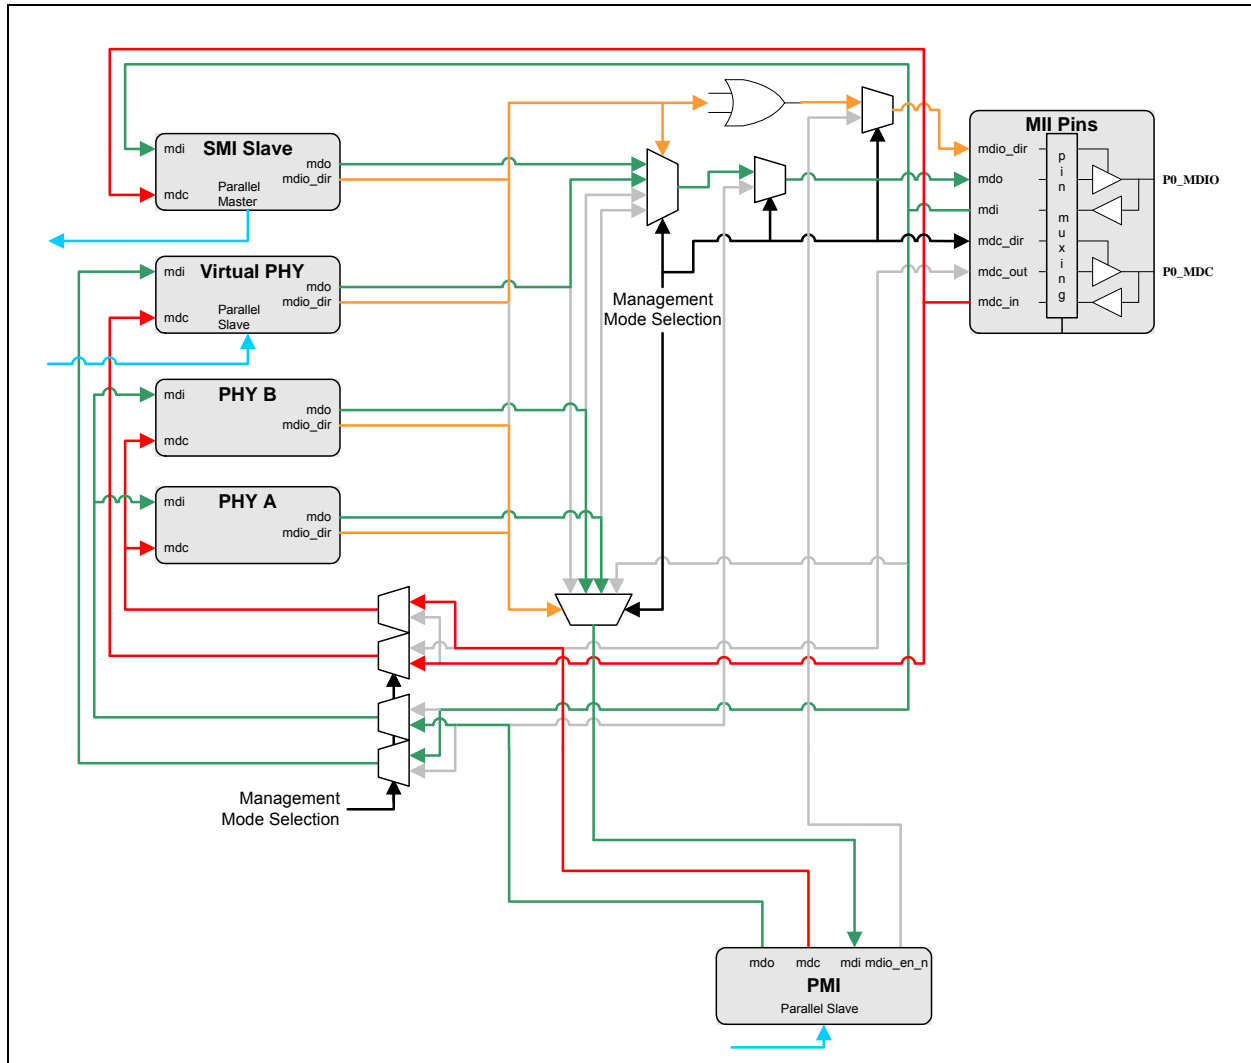 SMI Slave
mdi
mdo
mdio_dir
mdc
Parallel
Master
MII Pins
mdio_dir
mdo
mdi
mdc_dir
mdc_out
mdc_in
p
i
n
m
u
x
i
n
g
P0_MDIO
P0_MDC
Virtual PHY
mdi
mdo
mdio_dir
mdc
Parallel
Slave
Management
Mode Selection
PHY B
mdi
mdo
mdio_dir
mdc
PHY A
mdi
mdo
mdio_dir
mdc
Management
Mode Selection
mdo
mdc
mdi
mdio_en_n
PMI
Parallel Slave